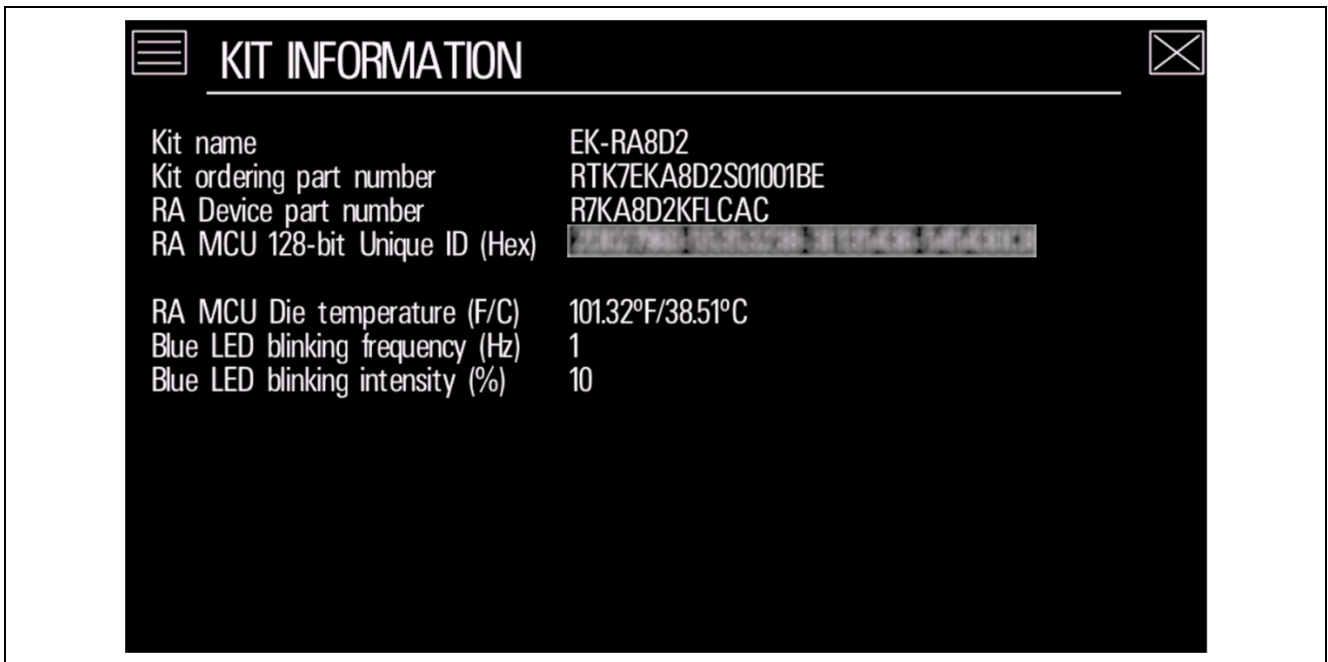 KIT INFORMATION
Kit name EK-RA8D2
Kit ordering part number RTK7EKA8D2S01001BE
RA Device part number R7KA8D2KFLCAC
RA MCU 128-bit Unique ID (Hex)
RA MCU Die temperature (F/C) 101.32ºF/38.51ºC
Blue LED blinking frequency (Hz) 1
Blue LED blinking intensity (%) 10